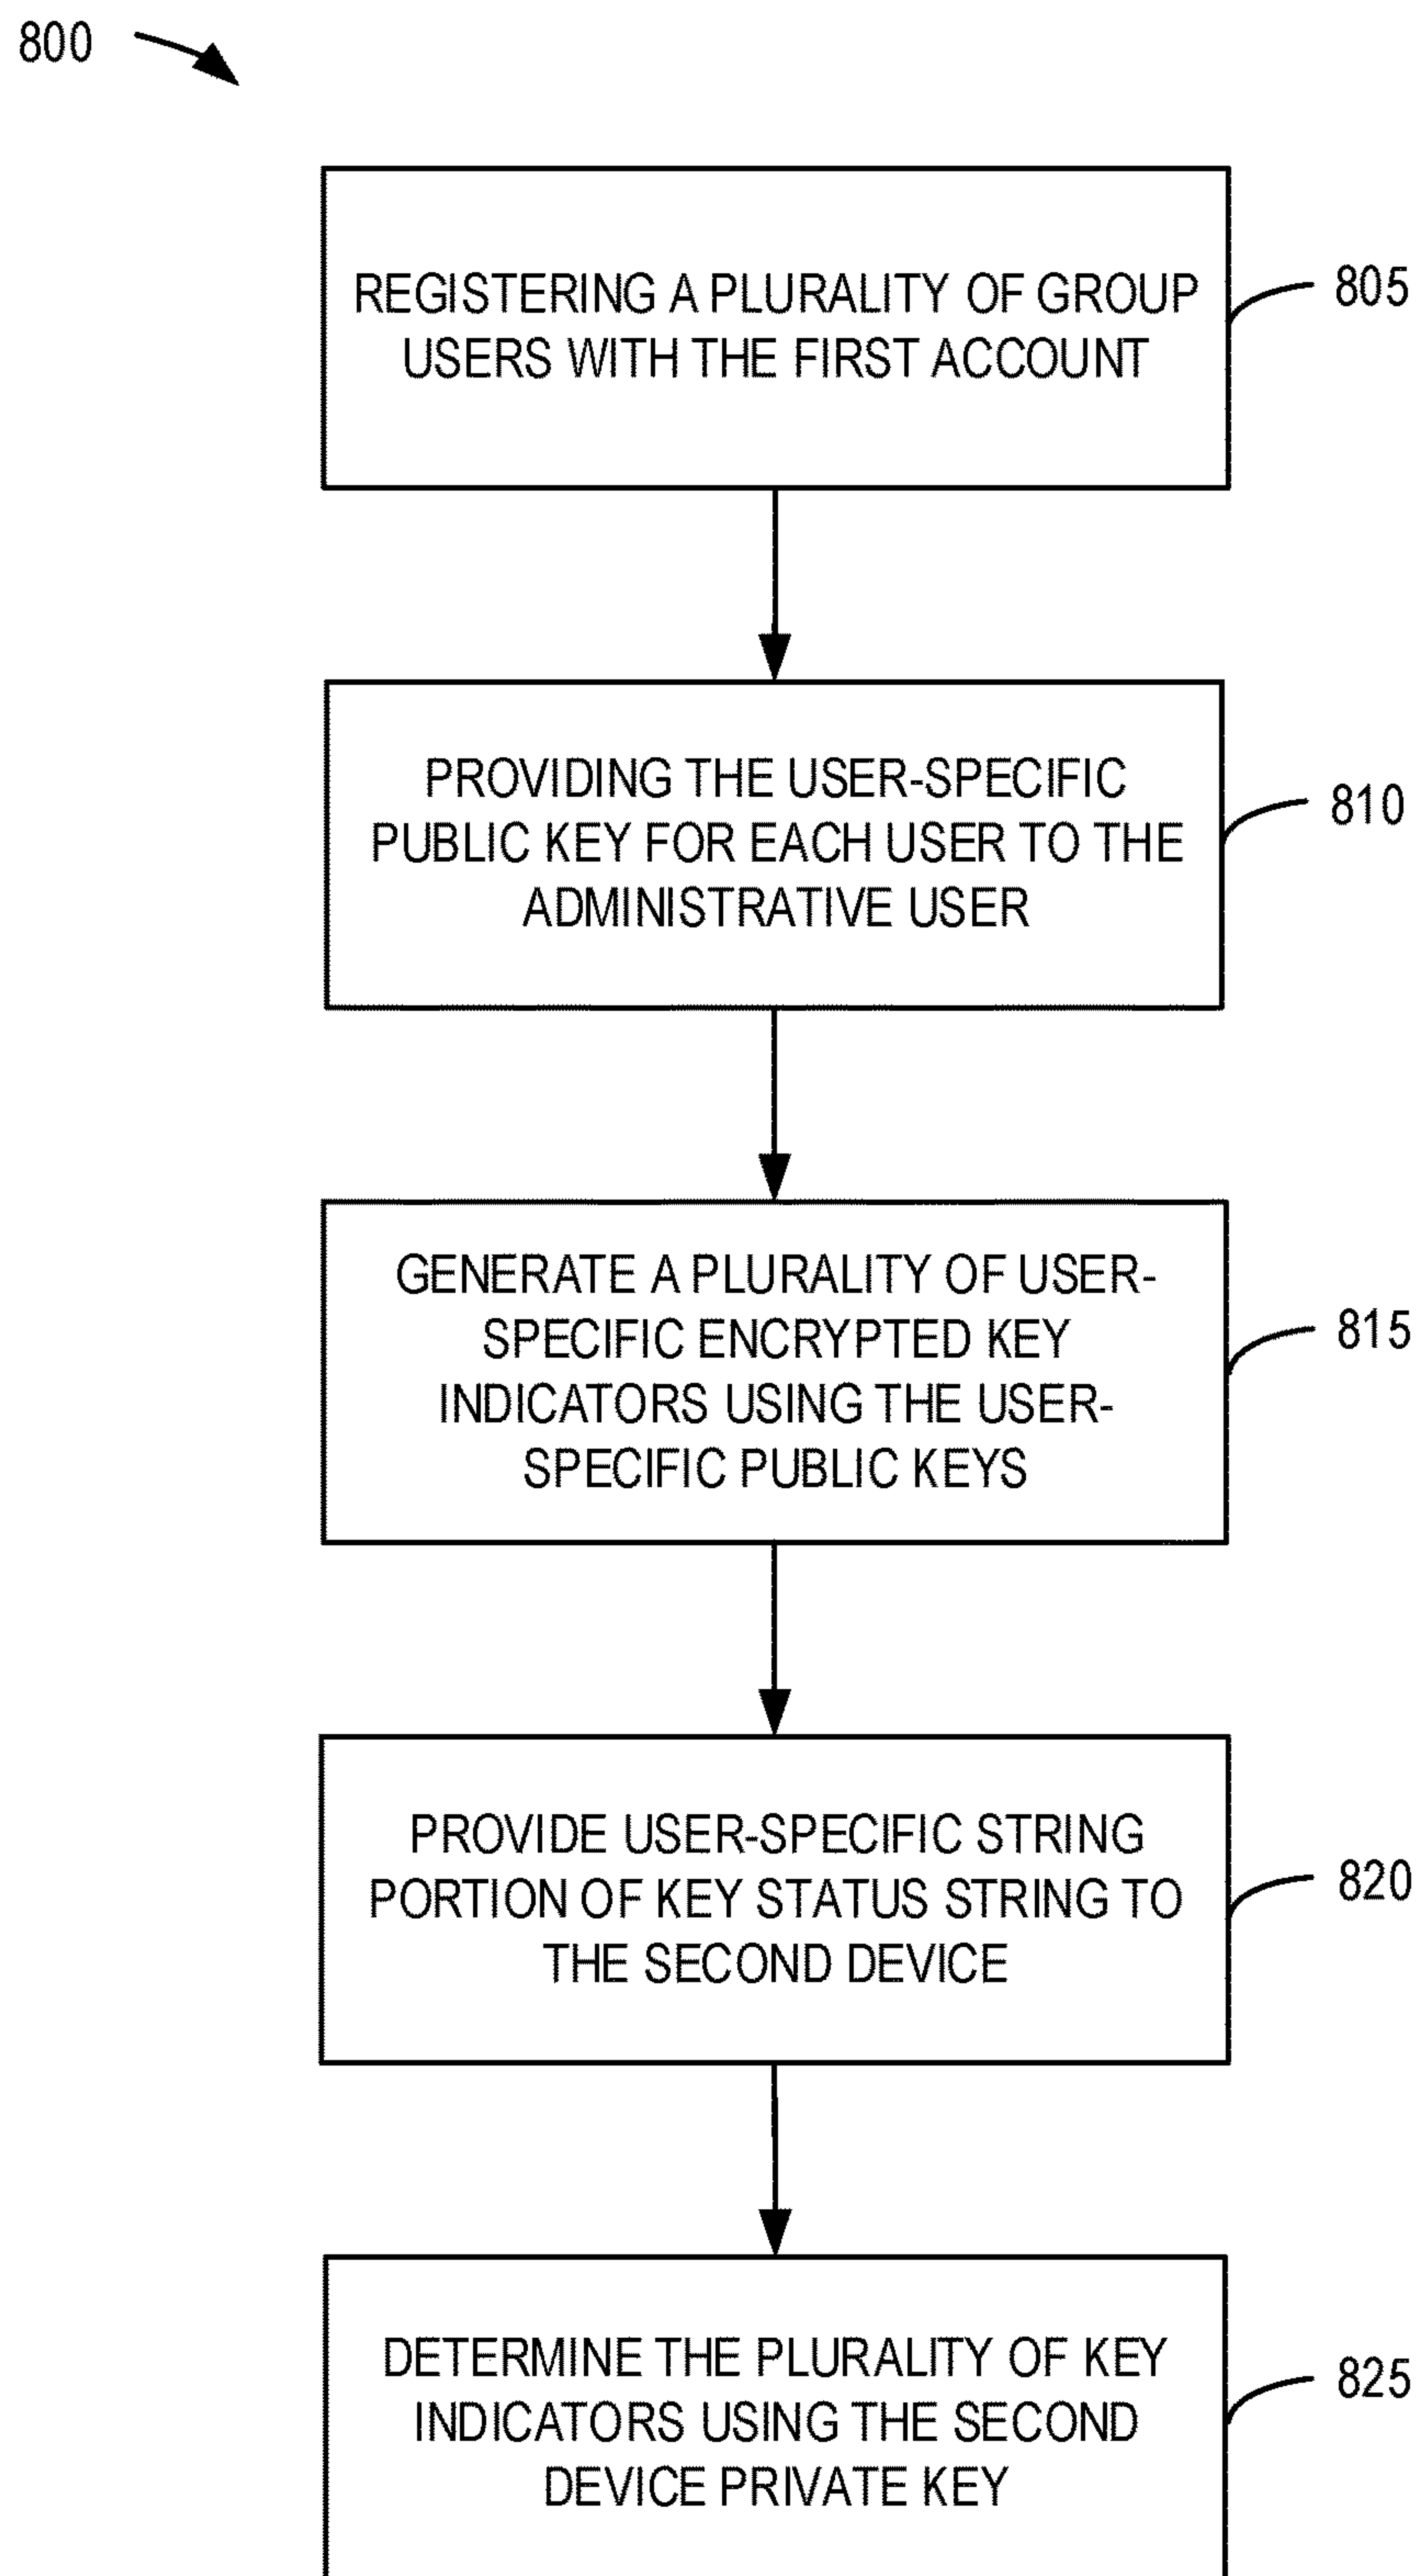 800
REGISTERING A PLURALITY OF GROUP
USERS WITH THE FIRST ACCOUNT
805
PROVIDING THE USER-SPECIFIC
PUBLIC KEY FOR EACH USER TO THE
ADMINISTRATIVE USER
810
GENERATE A PLURALITY OF USER-
SPECIFIC ENCRYPTED KEY
INDICATORS USING THE USER-
SPECIFIC PUBLIC KEYS
815
PROVIDE USER-SPECIFIC STRING
PORTION OF KEY STATUS STRING TO
THE SECOND DEVICE
820
DETERMINE THE PLURALITY OF KEY
INDICATORS USING THE SECOND
DEVICE PRIVATE KEY
825